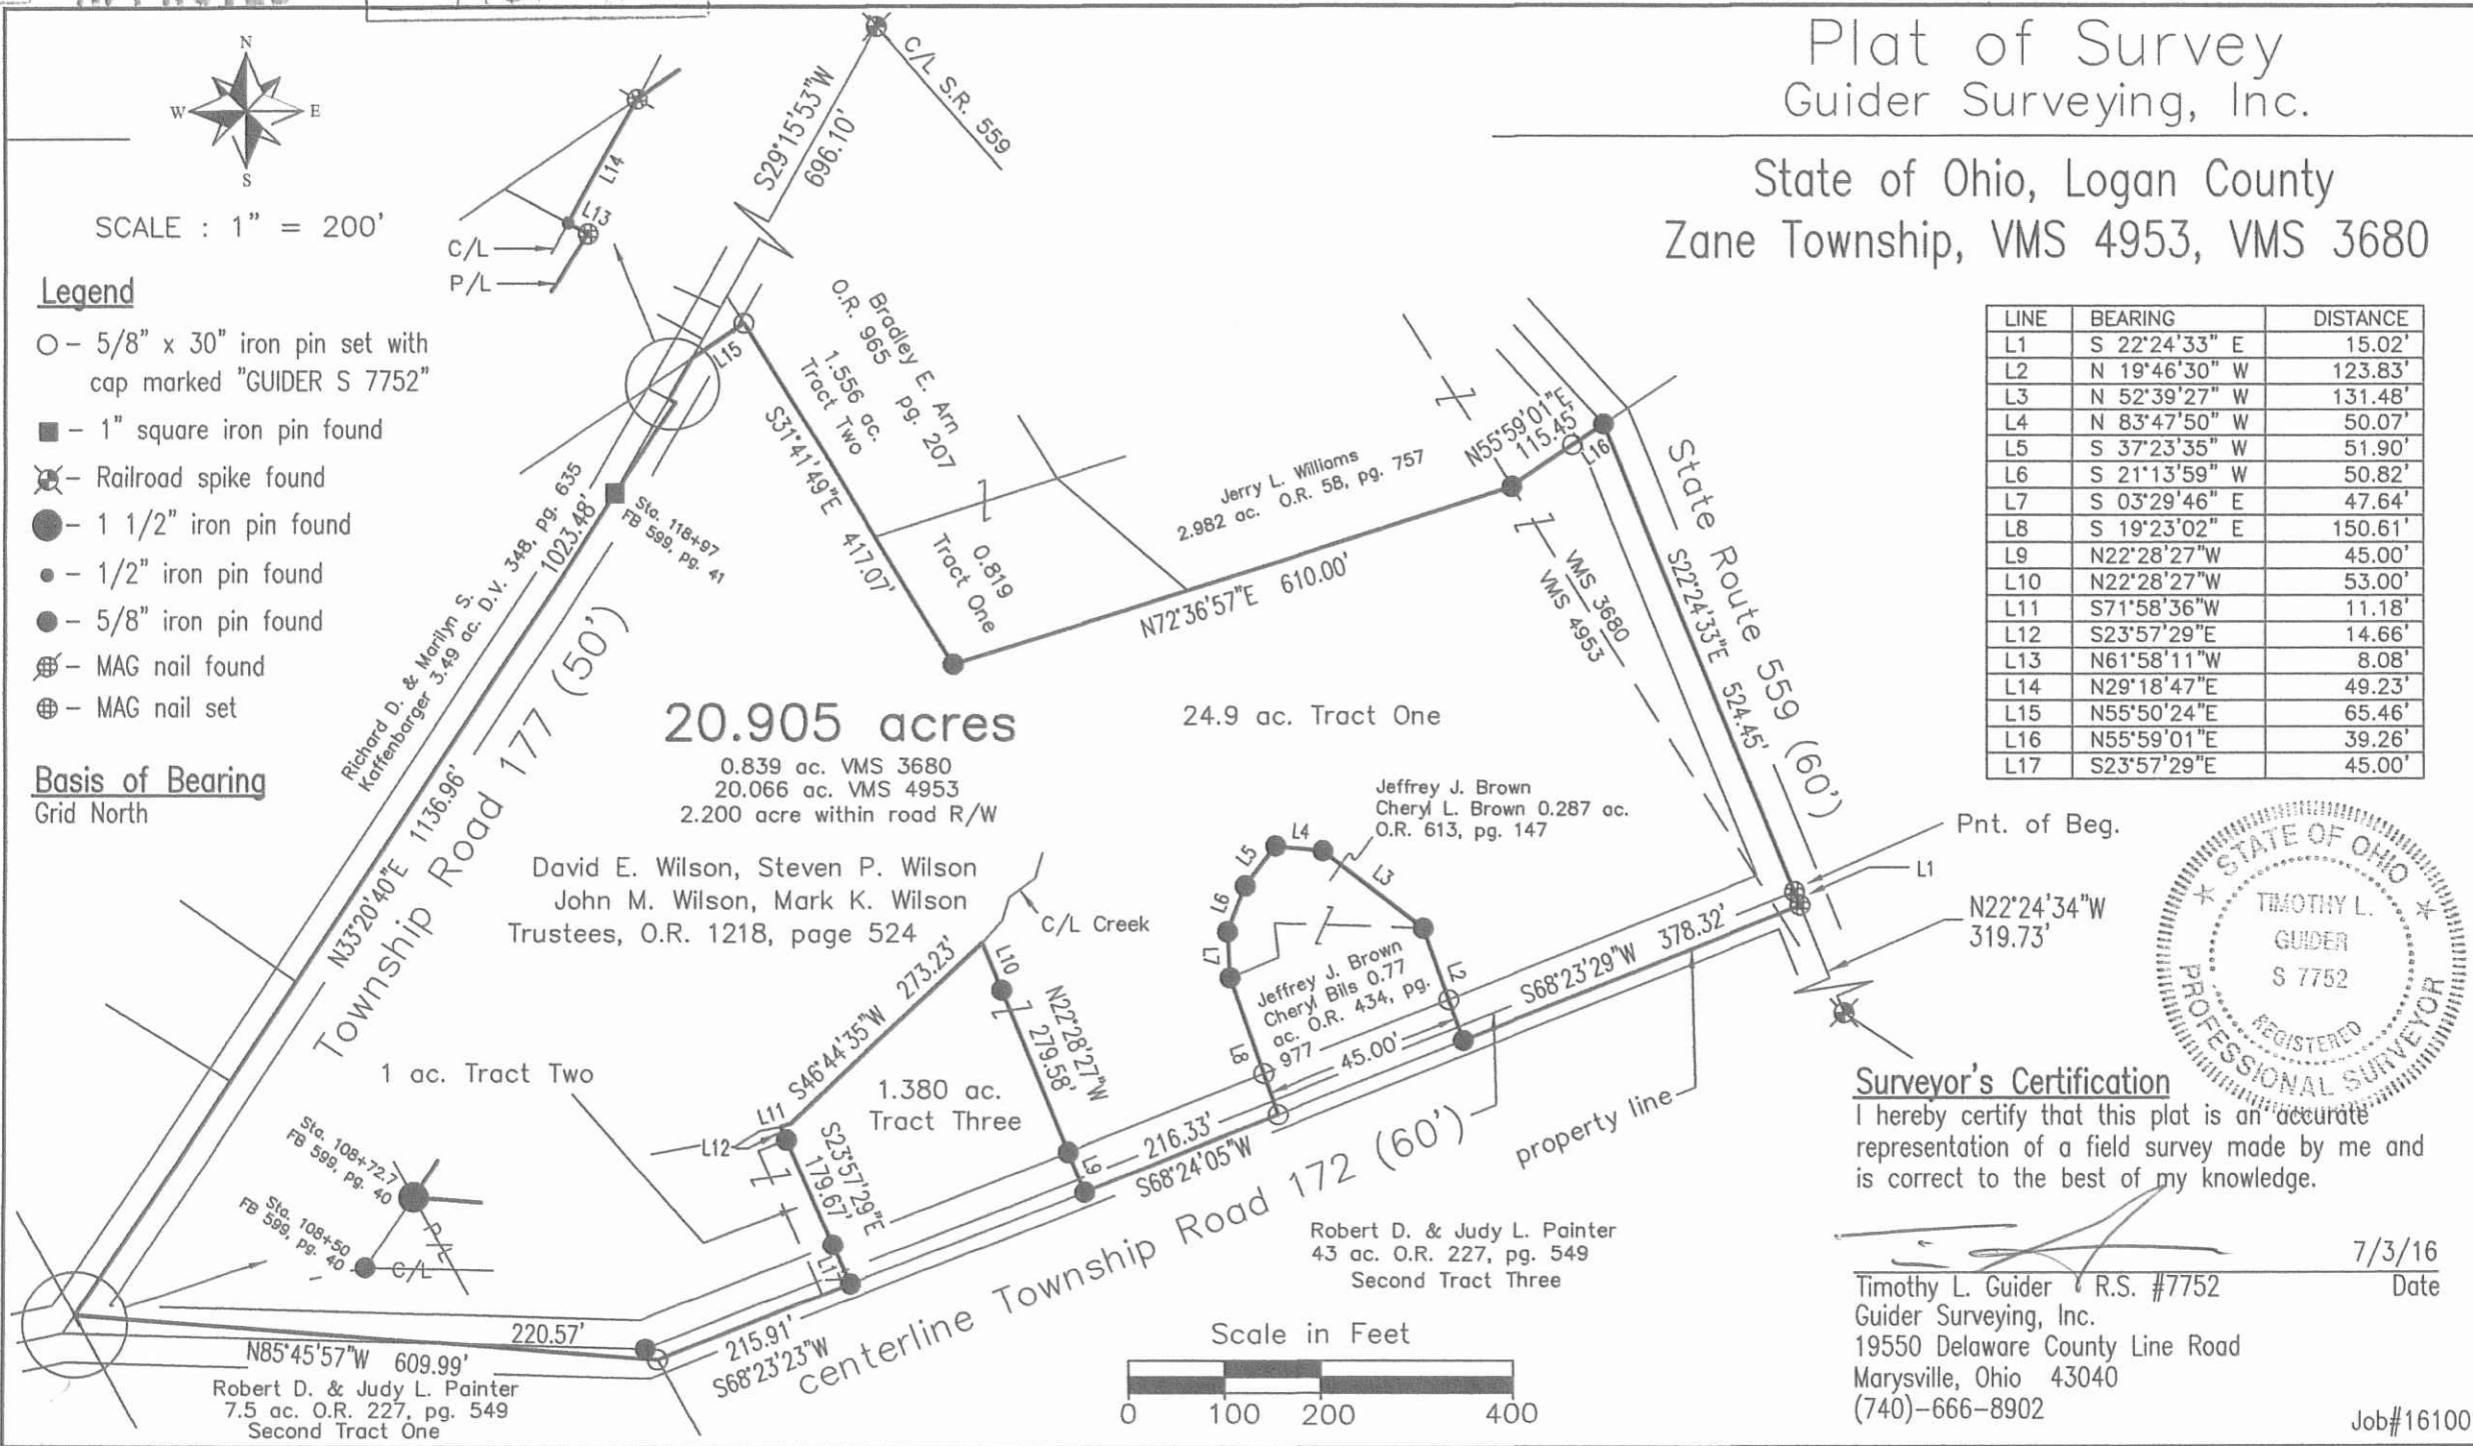 Plat of Survey
Guider Surveying, Inc.
State of Ohio, Logan County
Zane Township, VMS 4953, VMS 3680
N
W
E
S
SCALE : 1" = 200'
Legend
5/8" x 30" iron pin set with
cap marked "GUIDER S 7752"
1" square iron pin found
Railroad spike found
1 1/2" iron pin found
1/2" iron pin found
5/8" iron pin found
MAG nail found
MAG nail set
Basis of Bearing
Grid North
L14
L13
C/L
P/L
S29°15'53"W
696.10'
C/L S.R. 559
L15
Bradley E. Arn
O.R. 965 pg. 207
1.556 ac.
Tract Two
S31°41'49"E 417.07'
0.819
Tract One
Jerry L. Williams
2.982 ac. O.R. 58, pg. 757
N72°36'57"E 610.00'
N55°59'01"E
115.45'
L16
VMS 3680
VMS 4953
State Route 559 (60')
S22°24'33"E 524.45'
Richard D. & Marilyn S.
Kaffenbarger 3.49 ac. D.V. 348, pg. 635
1023.48'
Sta. 118+97
FB 599, pg. 41
N33°20'40"E 1136.96'
Township Road 177 (50')
20.905 acres
0.839 ac. VMS 3680
20.066 ac. VMS 4953
2.200 acre within road R/W
24.9 ac. Tract One
David E. Wilson, Steven P. Wilson
John M. Wilson, Mark K. Wilson
Trustees, O.R. 1218, page 524
C/L Creek
Jeffrey J. Brown
Cheryl L. Brown 0.287 ac.
O.R. 613, pg. 147
L4
L5
L3
L6
L7
L2
L8
Jeffrey J. Brown
Cheryl Bils 0.77
ac. O.R. 434, pg.
977
45.00'
S68°23'29"W 378.32'
Pnt. of Beg.
L1
N22°24'34"W
319.73'
1 ac. Tract Two
S46°44'35"W 273.23'
L10
N22°28'27"W
279.58'
L11
L12
1.380 ac.
Tract Three
S23°57'29"E
179.67'
L9
216.33'
S68°24'05"W
L17
property line
centerline Township Road 172 (60')
Sta. 108+72.7
FB 599, pg. 40
Sta. 108+50
FB 599, pg. 40
P/L
C/L
220.57'
N85°45'57"W 609.99'
215.91'
S68°23'23"W
Robert D. & Judy L. Painter
7.5 ac. O.R. 227, pg. 549
Second Tract One
Robert D. & Judy L. Painter
43 ac. O.R. 227, pg. 549
Second Tract Three
Scale in Feet
0 100 200 400
LINE BEARING DISTANCE
L1 S 22°24'33" E 15.02'
L2 N 19°46'30" W 123.83'
L3 N 52°39'27" W 131.48'
L4 N 83°47'50" W 50.07'
L5 S 37°23'35" W 51.90'
L6 S 21°13'59" W 50.82'
L7 S 03°29'46" E 47.64'
L8 S 19°23'02" E 150.61'
L9 N22°28'27"W 45.00'
L10 N22°28'27"W 53.00'
L11 S71°58'36"W 11.18'
L12 S23°57'29"E 14.66'
L13 N61°58'11"W 8.08'
L14 N29°18'47"E 49.23'
L15 N55°50'24"E 65.46'
L16 N55°59'01"E 39.26'
L17 S23°57'29"E 45.00'
STATE OF OHIO
TIMOTHY L.
GUIDER
S 7752
REGISTERED
PROFESSIONAL SURVEYOR
Surveyor's Certification
I hereby certify that this plat is an accurate
representation of a field survey made by me and
is correct to the best of my knowledge.
7/3/16
Timothy L. Guider R.S. #7752 Date
Guider Surveying, Inc.
19550 Delaware County Line Road
Marysville, Ohio 43040
(740)-666-8902
Job#16100